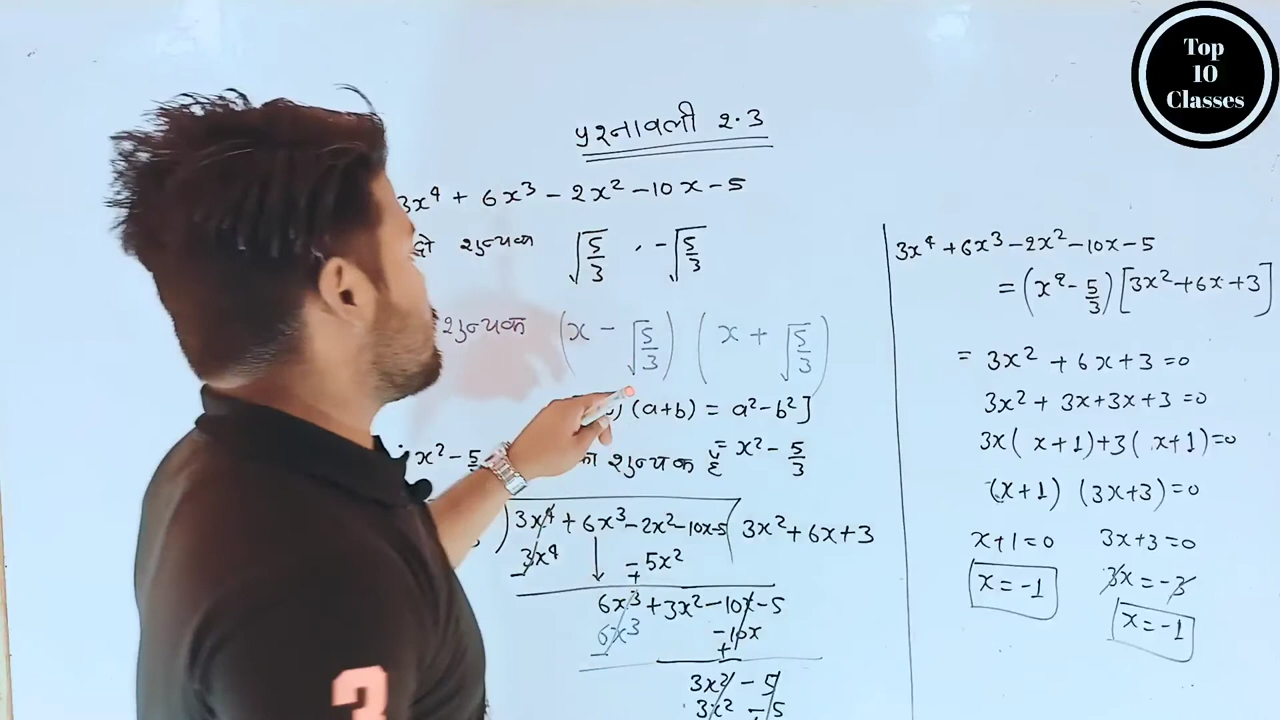 Top
10
Classes
प्रश्नावली २.3
3x⁴ + 6x³ - 2x² - 10x - 5
दो शुन्यक √5/3 , -√5/3
शुन्यक (x - √5/3) (x + √5/3)
(a+b) = a² - b²]
x² - 5/3 का शुन्यक हैं = x² - 5/3
) 3x⁴ + 6x³ - 2x² - 10x - 5 ( 3x² + 6x + 3
3x⁴ - 5x²
- +
6x³ + 3x² - 10x - 5
6x³ - 10x
- +
3x² - 5
3x² - 5
3x⁴ + 6x³ - 2x² - 10x - 5
= (x² - 5/3) [3x² + 6x + 3]
= 3x² + 6x + 3 = 0
3x² + 3x + 3x + 3 = 0
3x( x+1) + 3( x+1) = 0
(x+1) (3x+3) = 0
x+1 = 0 3x+3 = 0
x = -1 3x = -3
x = -1
3